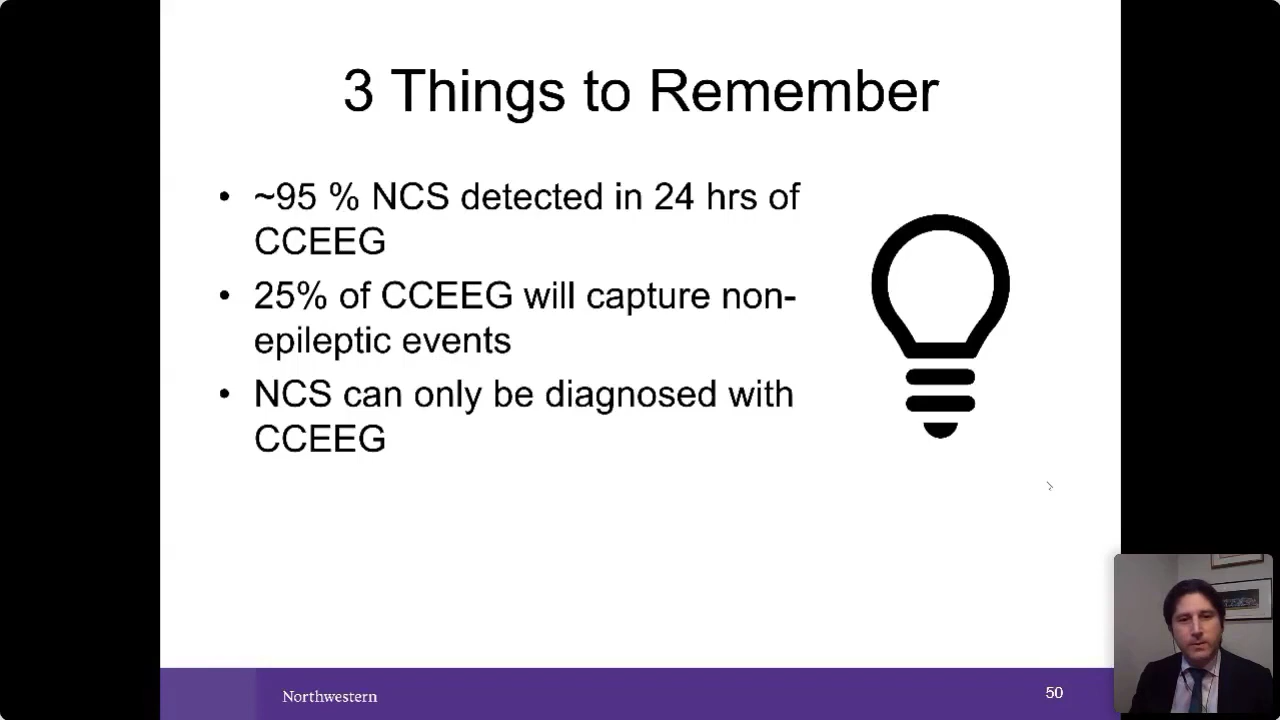 3 Things to Remember
• ~95 % NCS detected in 24 hrs of
CCEEG
• 25% of CCEEG will capture non-
epileptic events
• NCS can only be diagnosed with
CCEEG
Northwestern
50